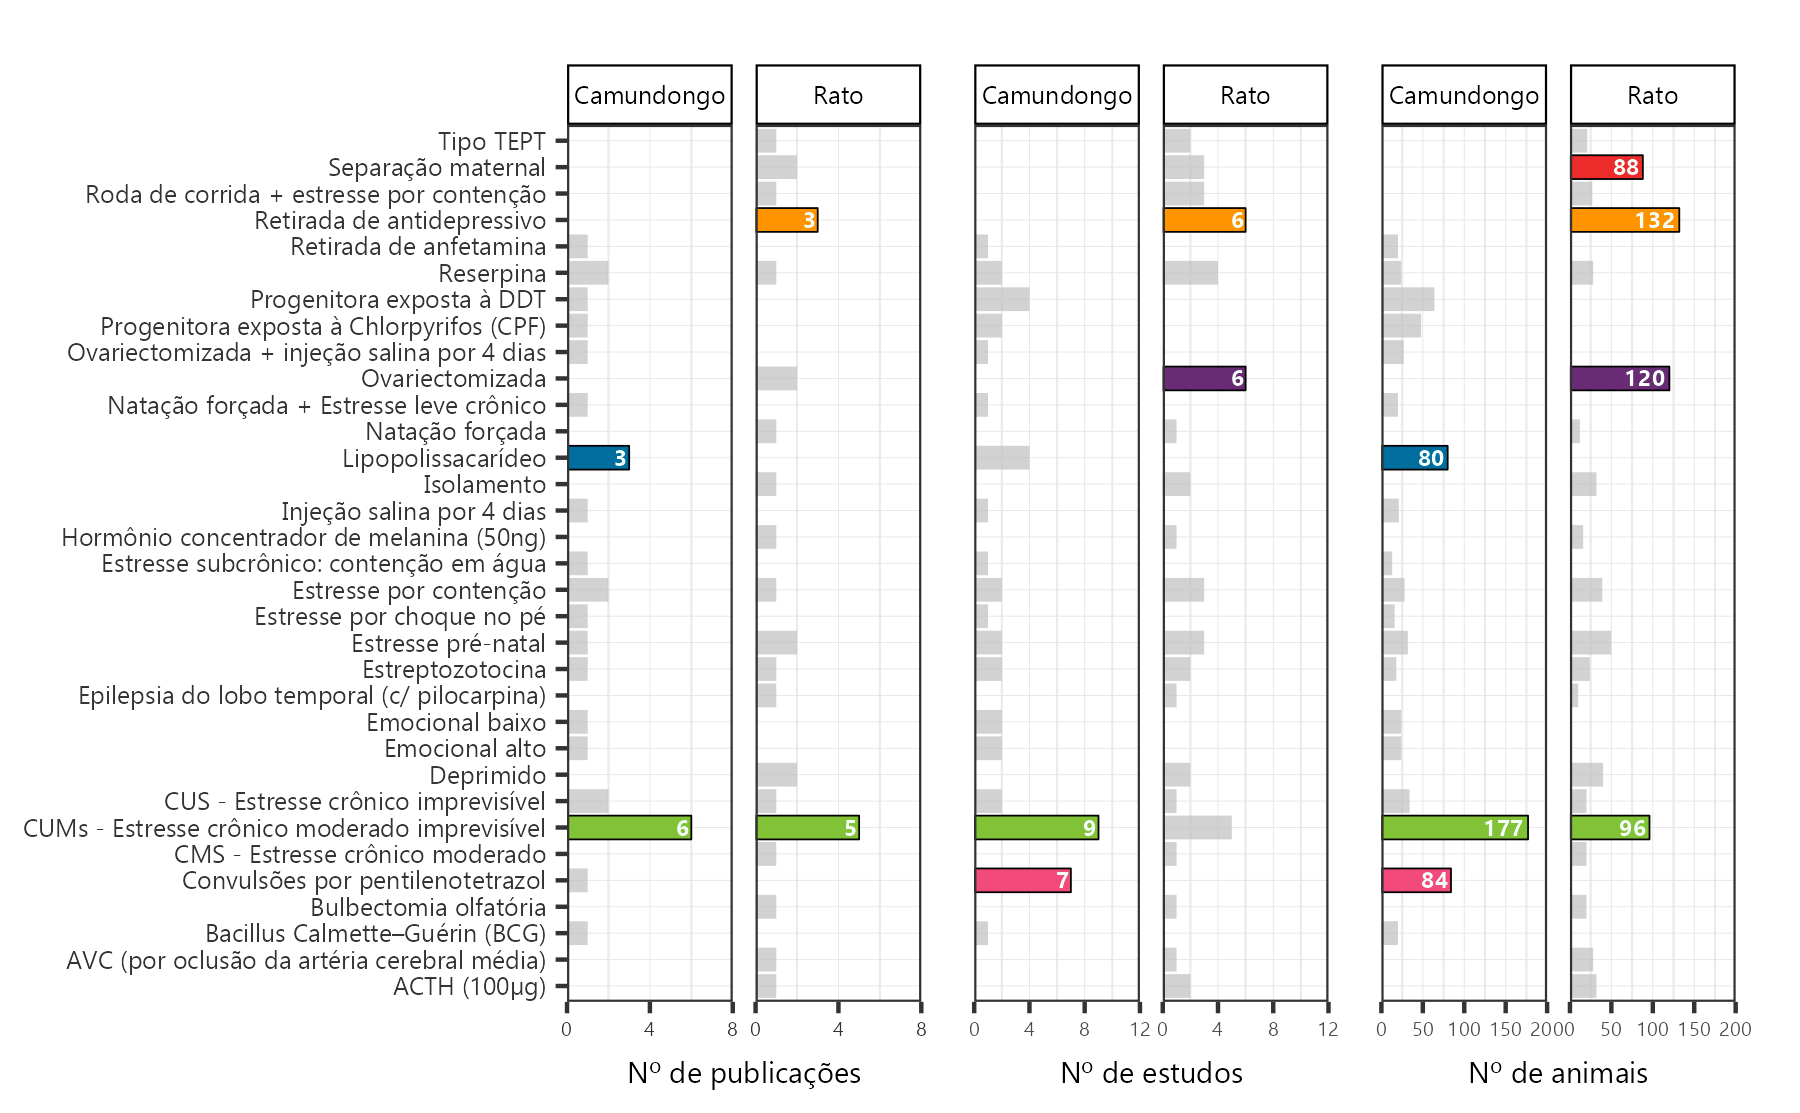 Camundongo Rato Camundongo Rato Camundongo Rato
Tipo TEPT
Separação maternal 88
Roda de corrida + estresse por contenção
Retirada de antidepressivo 3 6 132
Retirada de anfetamina
Reserpina
Progenitora exposta à DDT
Progenitora exposta à Chlorpyrifos (CPF)
Ovariectomizada + injeção salina por 4 dias
Ovariectomizada 6 120
Natação forçada + Estresse leve crônico
Natação forçada
Lipopolissacarídeo 3 80
Isolamento
Injeção salina por 4 dias
Hormônio concentrador de melanina (50ng)
Estresse subcrônico: contenção em água
Estresse por contenção
Estresse por choque no pé
Estresse pré-natal
Estreptozotocina
Epilepsia do lobo temporal (c/ pilocarpina)
Emocional baixo
Emocional alto
Deprimido
CUS - Estresse crônico imprevisível
CUMs - Estresse crônico moderado imprevisível 6 5 9 177 96
CMS - Estresse crônico moderado
Convulsões por pentilenotetrazol 7 84
Bulbectomia olfatória
Bacillus Calmette–Guérin (BCG)
AVC (por oclusão da artéria cerebral média)
ACTH (100µg)
0 4 8 0 4 8 0 4 8 12 0 4 8 12 0 50 100 150 200 0 50 100 150 200
Nº de publicações Nº de estudos Nº de animais